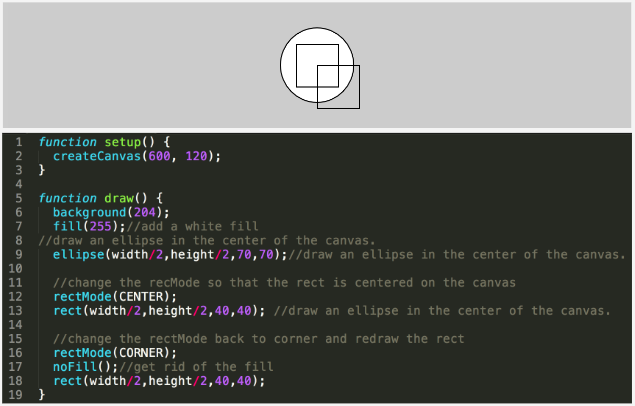 1 function setup() {
2 createCanvas(600, 120);
3 }
4
5 function draw() {
6 background(204);
7 fill(255);//add a white fill
8 //draw an ellipse in the center of the canvas.
9 ellipse(width/2,height/2,70,70);//draw an ellipse in the center of the canvas.
10
11 //change the recMode so that the rect is centered on the canvas
12 rectMode(CENTER);
13 rect(width/2,height/2,40,40); //draw an ellipse in the center of the canvas.
14
15 //change the rectMode back to corner and redraw the rect
16 rectMode(CORNER);
17 noFill();//get rid of the fill
18 rect(width/2,height/2,40,40);
19 }